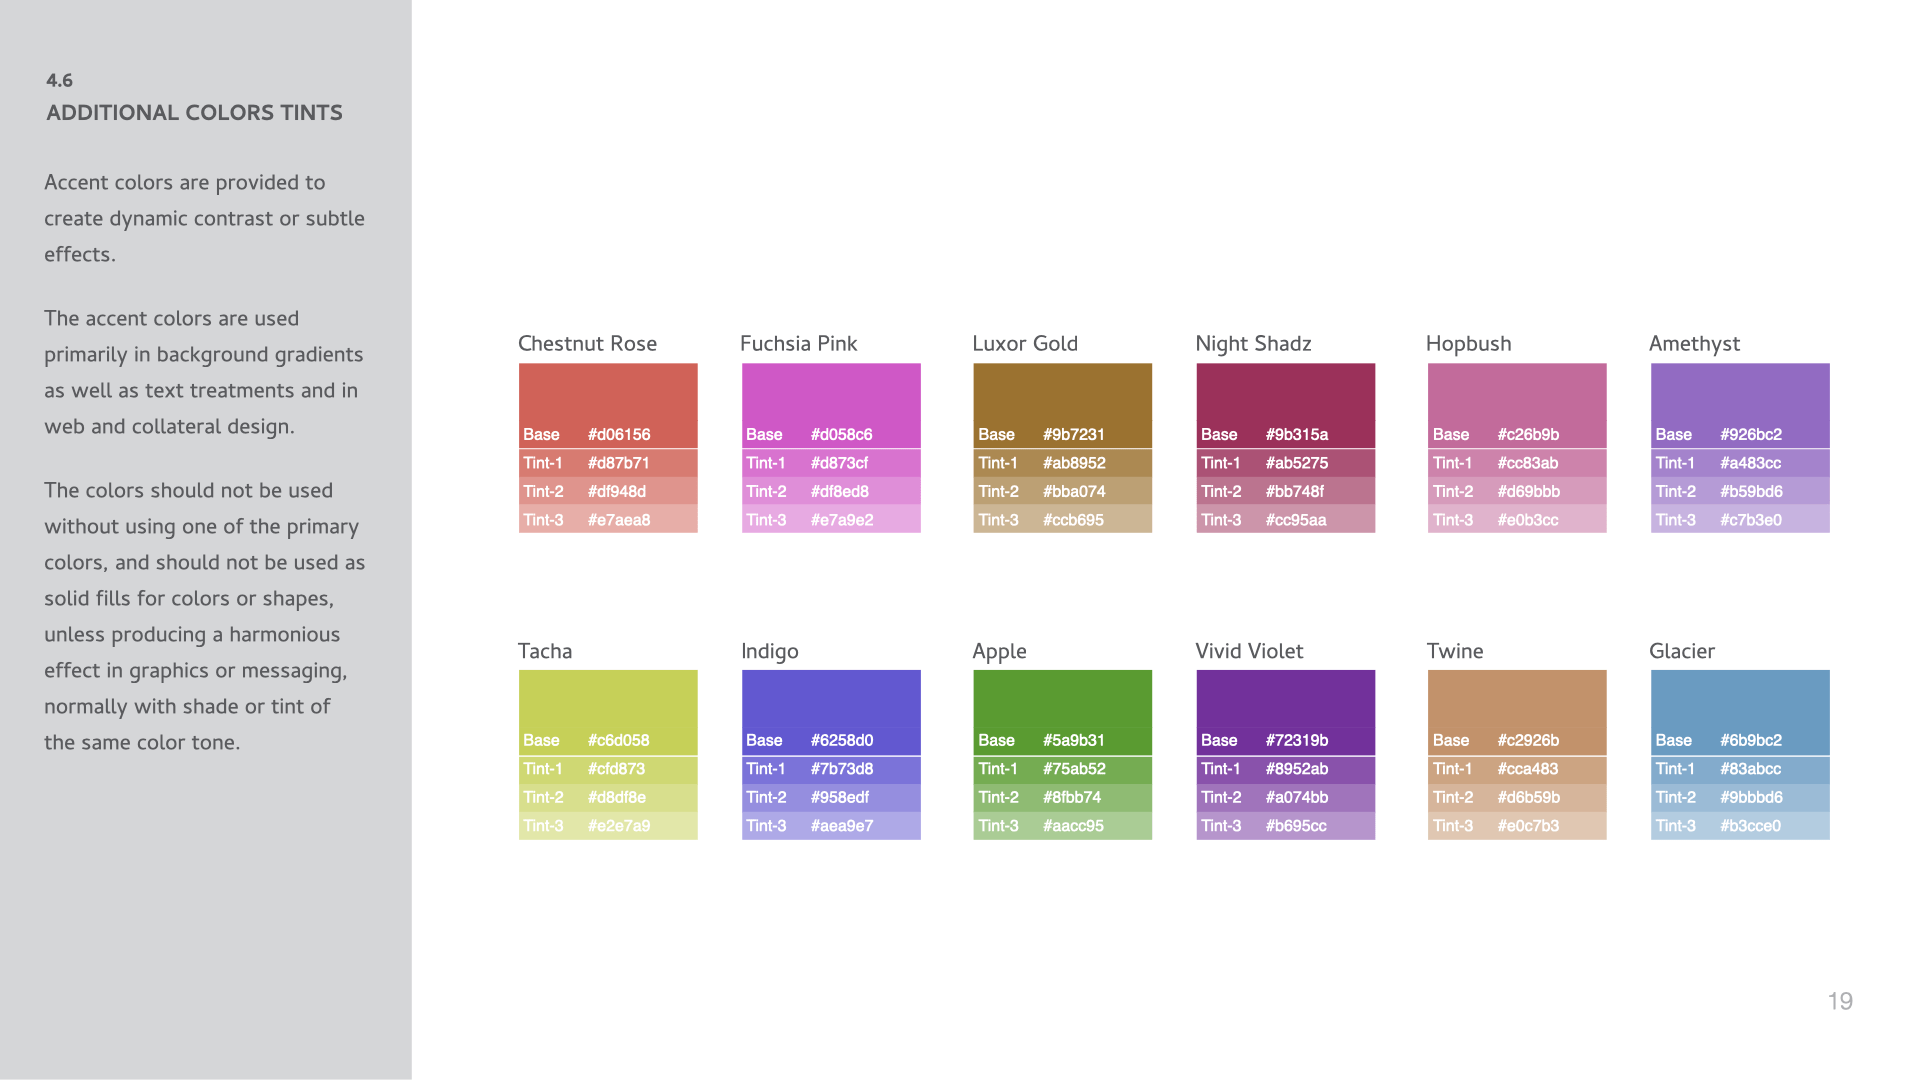 4.6
ADDITIONAL COLORS TINTS
Accent colors are provided to
create dynamic contrast or subtle
effects.
The accent colors are used
primarily in background gradients
as well as text treatments and in
web and collateral design.
The colors should not be used
without using one of the primary
colors, and should not be used as
solid fills for colors or shapes,
unless producing a harmonious
effect in graphics or messaging,
normally with shade or tint of
the same color tone.
Chestnut Rose
Base #d06156
Tint-1 #d87b71
Tint-2 #df948d
Tint-3 #e7aea8
Fuchsia Pink
Base #d058c6
Tint-1 #d873cf
Tint-2 #df8ed8
Tint-3 #e7a9e2
Luxor Gold
Base #9b7231
Tint-1 #ab8952
Tint-2 #bba074
Tint-3 #ccb695
Night Shadz
Base #9b315a
Tint-1 #ab5275
Tint-2 #bb748f
Tint-3 #cc95aa
Hopbush
Base #c26b9b
Tint-1 #cc83ab
Tint-2 #d69bbb
Tint-3 #e0b3cc
Amethyst
Base #926bc2
Tint-1 #a483cc
Tint-2 #b59bd6
Tint-3 #c7b3e0
Tacha
Base #c6d058
Tint-1 #cfd873
Tint-2 #d8df8e
Tint-3 #e2e7a9
Indigo
Base #6258d0
Tint-1 #7b73d8
Tint-2 #958edf
Tint-3 #aea9e7
Apple
Base #5a9b31
Tint-1 #75ab52
Tint-2 #8fbb74
Tint-3 #aacc95
Vivid Violet
Base #72319b
Tint-1 #8952ab
Tint-2 #a074bb
Tint-3 #b695cc
Twine
Base #c2926b
Tint-1 #cca483
Tint-2 #d6b59b
Tint-3 #e0c7b3
Glacier
Base #6b9bc2
Tint-1 #83abcc
Tint-2 #9bbbd6
Tint-3 #b3cce0
19